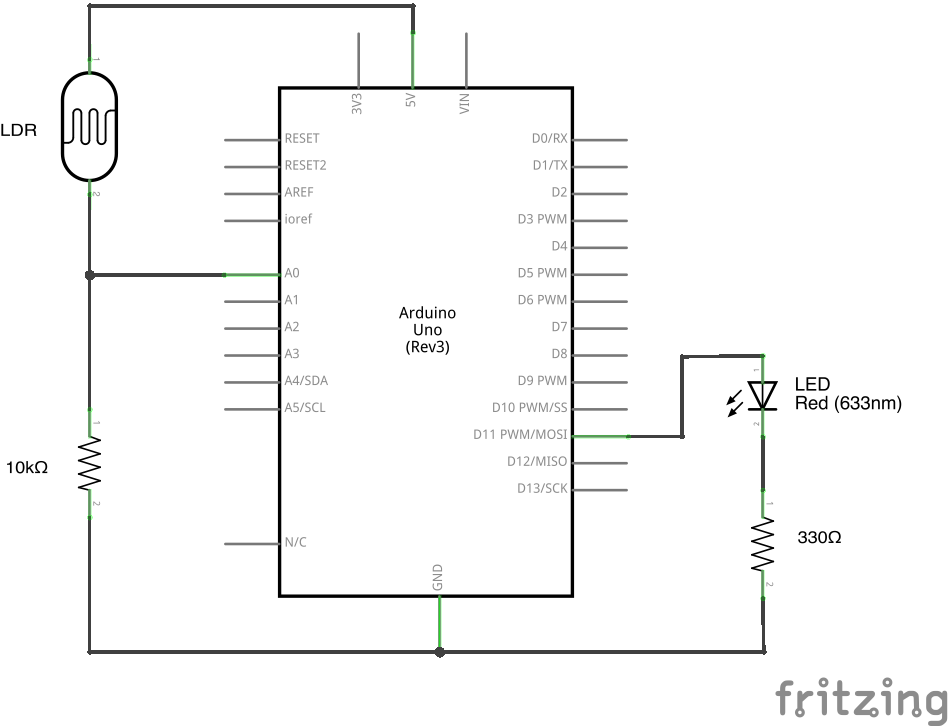 1
3V3
5V
VIN
LDR
RESET
D0/RX
RESET2
D1/TX
2
AREF
D2
ioref
D3 PWM
D4
A0
D5 PWM
A1
D6 PWM
Arduino
Uno
(Rev3)
A2
D7
A3
D8
1
A4/SDA
D9 PWM
LED
Red (633nm)
A5/SCL
D10 PWM/SS
1
2
D11 PWM/MOSI
10kΩ
D12/MISO
D13/SCK
2
1
330Ω
N/C
GND
2
fritzing